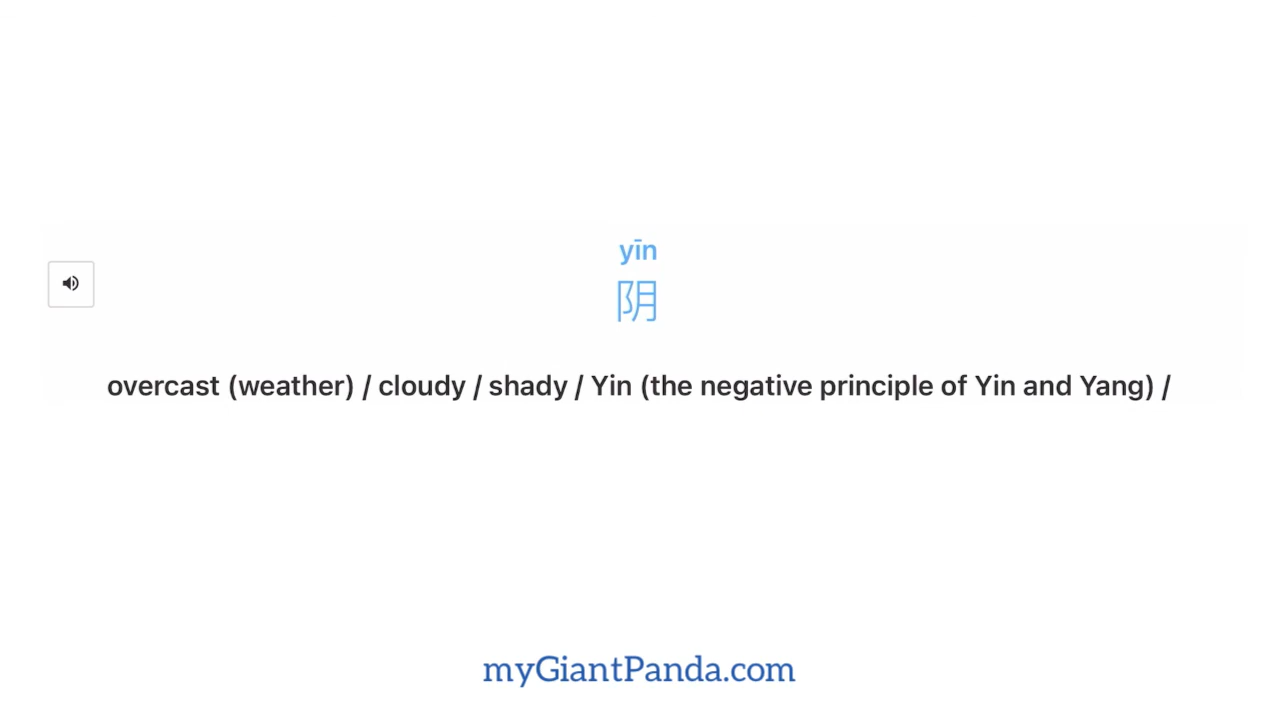 yīn
阴
overcast (weather) / cloudy / shady / Yin (the negative principle of Yin and Yang) /
myGiantPanda.com